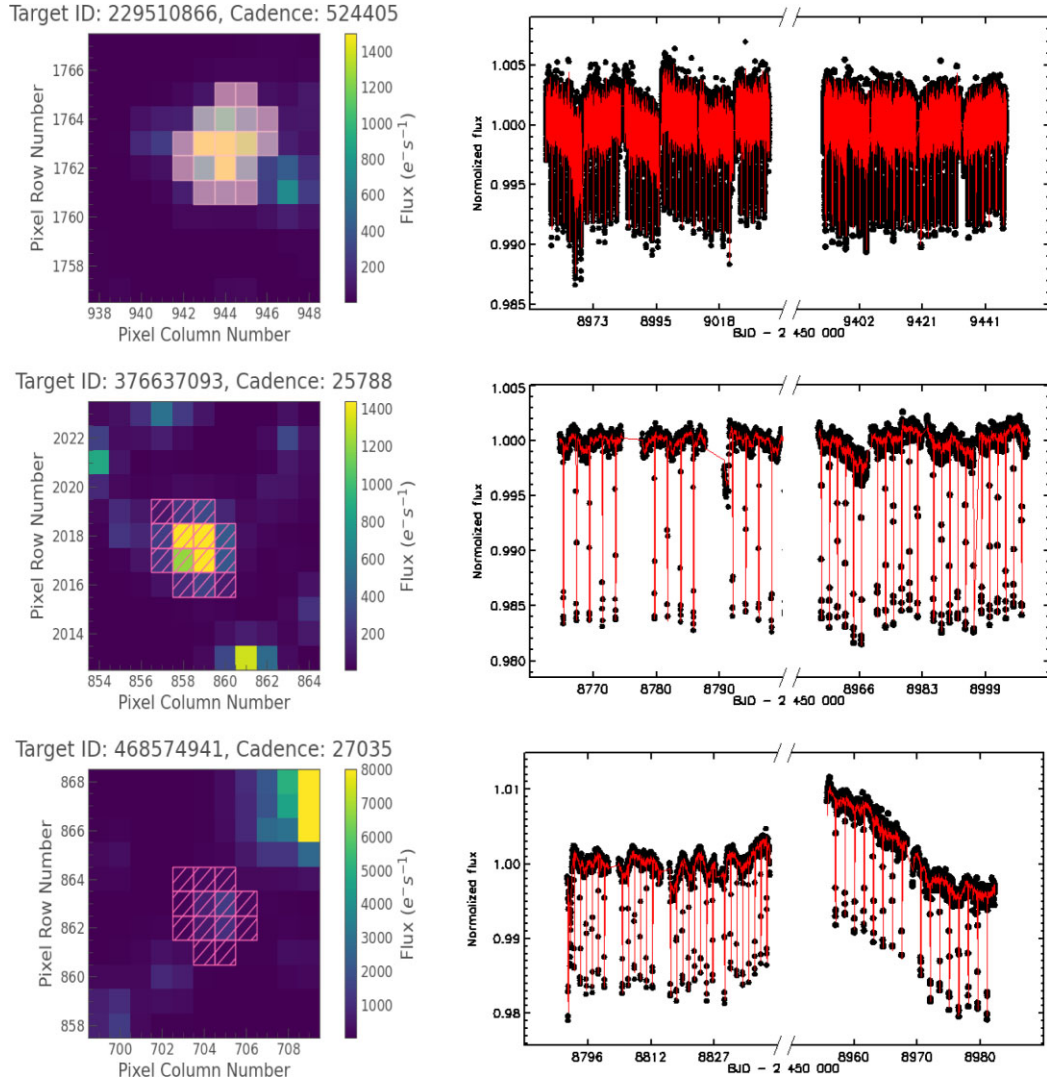 Target ID: 229510866, Cadence: 524405
Pixel Row Number
1766
1764
1762
1760
1758
938 940 942 944 946 948
Pixel Column Number
1400
1200
1000
800
600
400
200
Flux (e⁻s⁻¹)
Normalized flux
1.005
1.000
0.995
0.990
0.985
8973 8995 9018 9402 9421 9441
BJD - 2 450 000
Target ID: 376637093, Cadence: 25788
Pixel Row Number
2022
2020
2018
2016
2014
854 856 858 860 862 864
Pixel Column Number
1400
1200
1000
800
600
400
200
Flux (e⁻s⁻¹)
Normalized flux
1.005
1.000
0.995
0.990
0.985
0.980
8770 8780 8790 8966 8983 8999
BJD - 2 450 000
Target ID: 468574941, Cadence: 27035
Pixel Row Number
868
866
864
862
860
858
700 702 704 706 708
Pixel Column Number
8000
7000
6000
5000
4000
3000
2000
1000
Flux (e⁻s⁻¹)
Normalized flux
1.01
1.00
0.99
0.98
8796 8812 8827 8960 8970 8980
BJD - 2 450 000